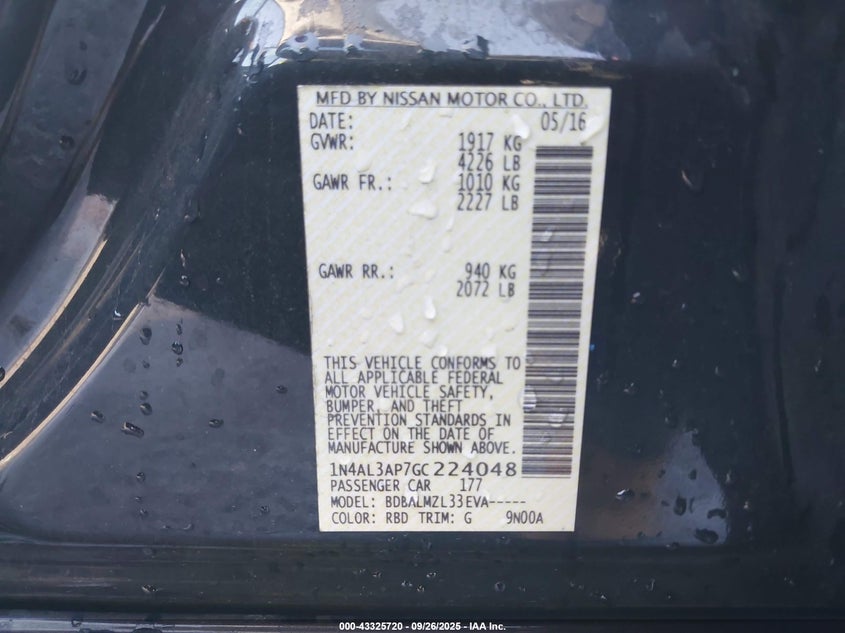 MFD BY NISSAN MOTOR CO., LTD.
DATE: 05/16
GVWR: 1917 KG
4226 LB
GAWR FR.: 1010 KG
2227 LB
GAWR RR.: 940 KG
2072 LB
THIS VEHICLE CONFORMS TO
ALL APPLICABLE FEDERAL
MOTOR VEHICLE SAFETY,
BUMPER, AND THEFT
PREVENTION STANDARDS IN
EFFECT ON THE DATE OF
MANUFACTURE SHOWN ABOVE.
1N4AL3AP7GC224048
PASSENGER CAR 177
MODEL: BDBALMZL33EVA-----
COLOR: RBD TRIM: G 9N00A
000-43325720 - 09/26/2025 - IAA Inc.